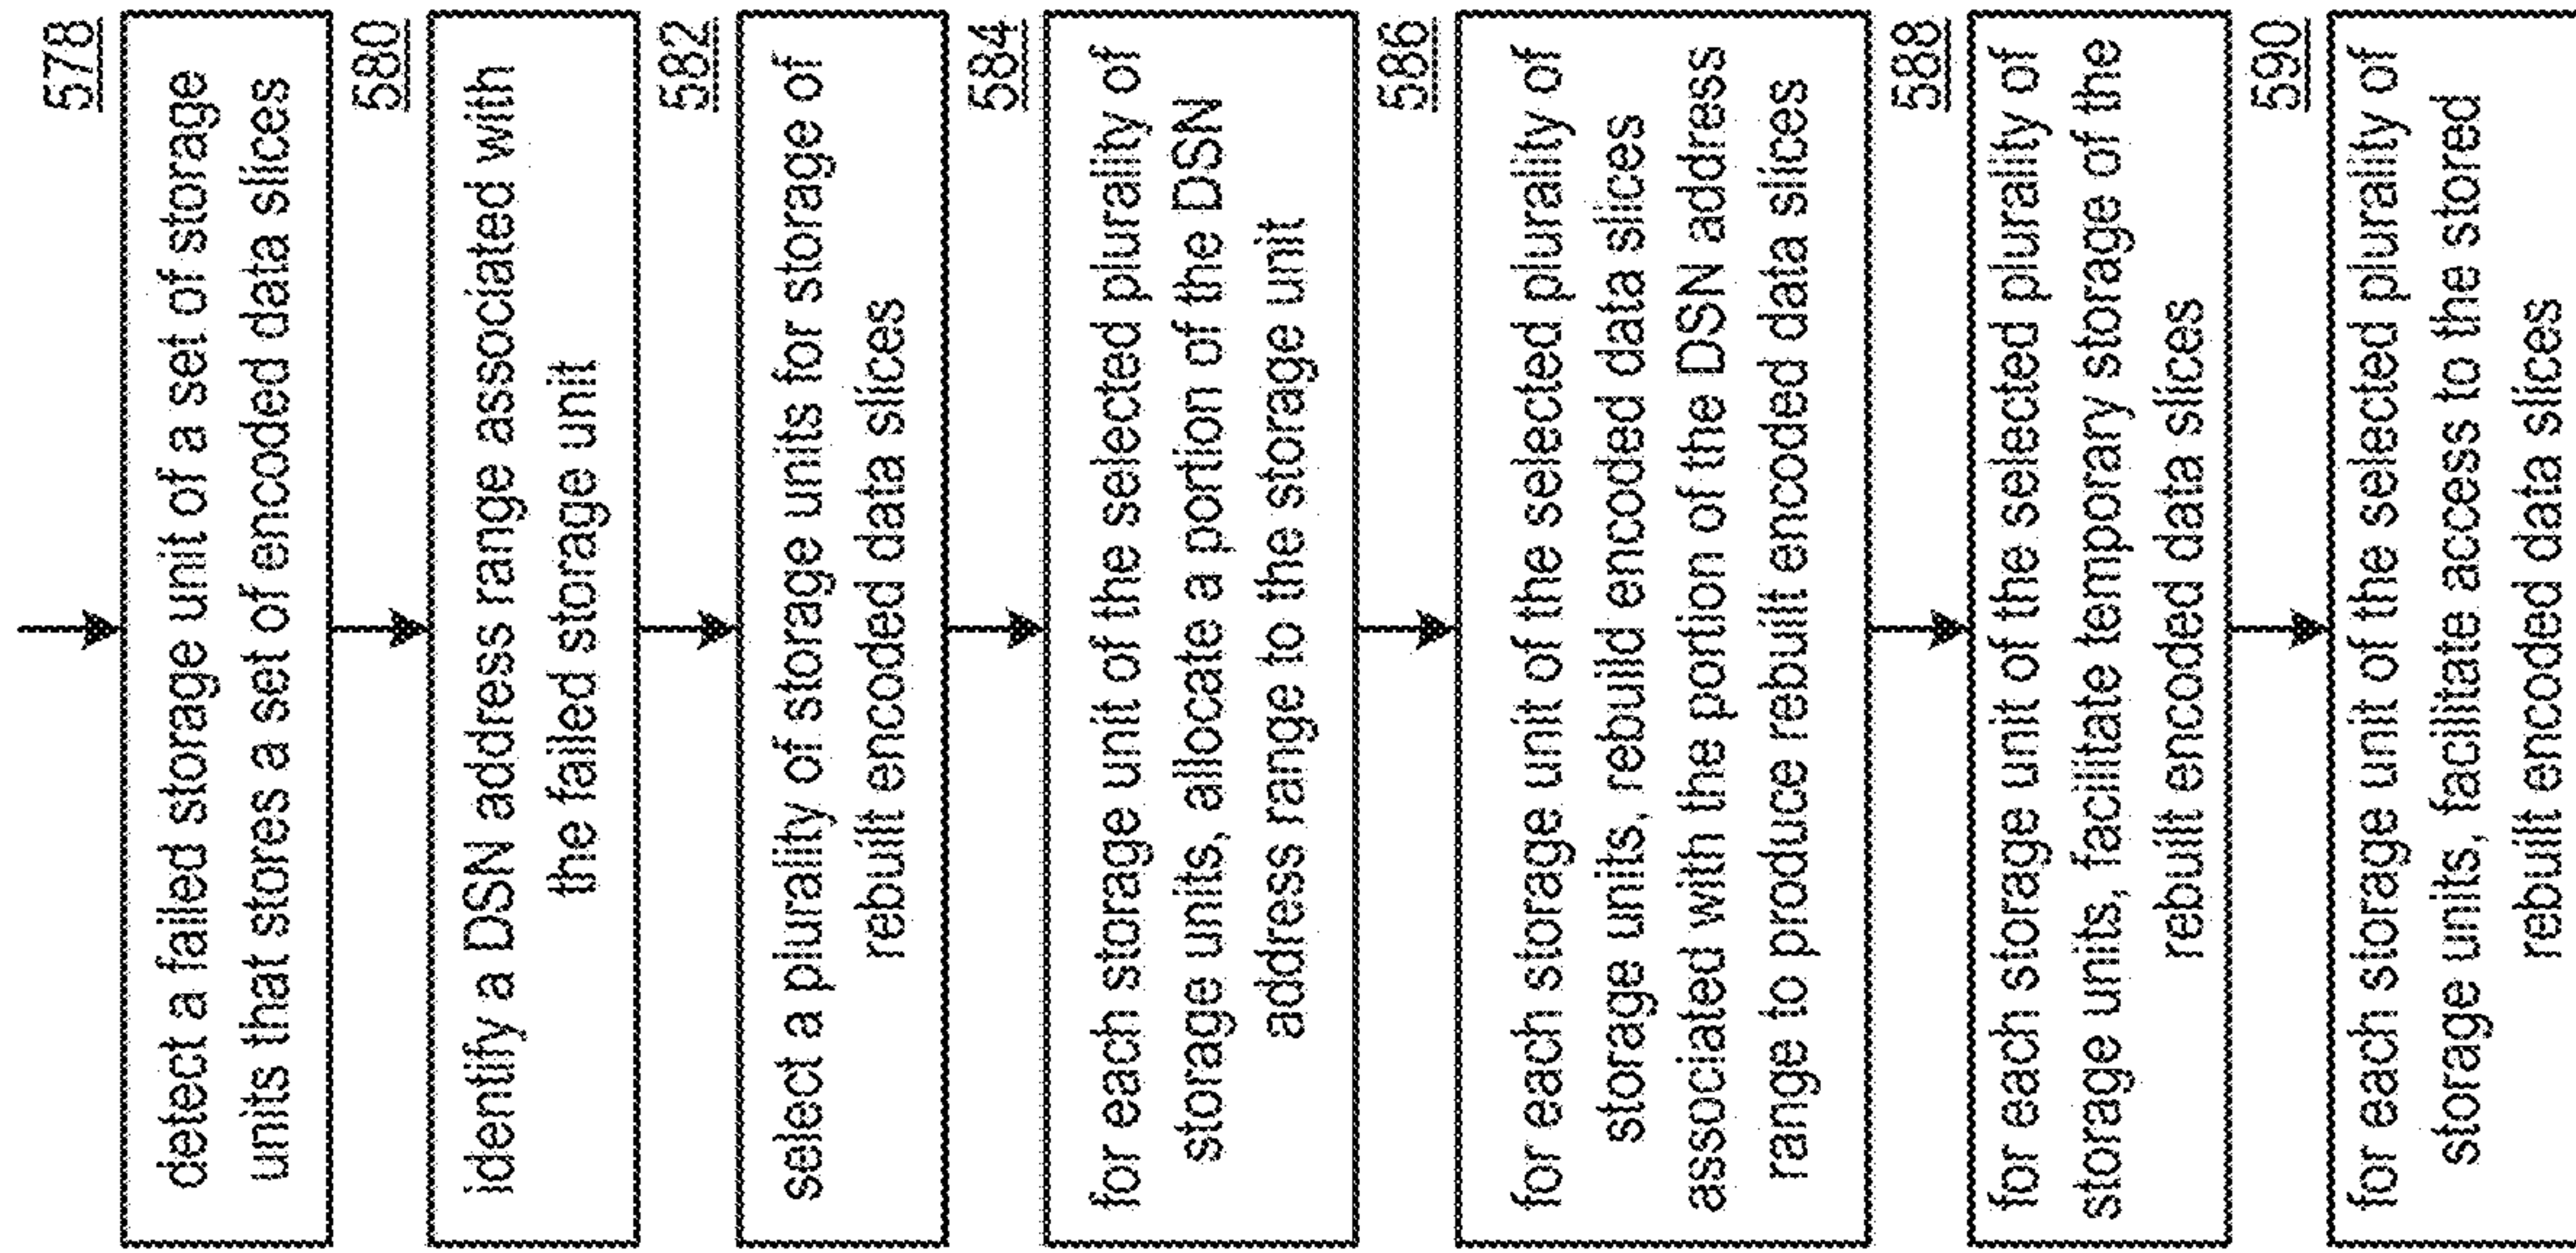 578
detect a failed storage unit of a set of storage
units that stores a set of encoded data slices
580
identify a DSN address range associated with
the failed storage unit
582
select a plurality of storage units for storage of
rebuilt encoded data slices
584
for each storage unit of the selected plurality of
storage units, allocate a portion of the DSN
address range to the storage unit
586
for each storage unit of the selected plurality of
storage units, rebuild encoded data slices
associated with the portion of the DSN address
range to produce rebuilt encoded data slices
588
for each storage unit of the selected plurality of
storage units, facilitate temporary storage of the
rebuilt encoded data slices
590
for each storage unit of the selected plurality of
storage units, facilitate access to the stored
rebuilt encoded data slices